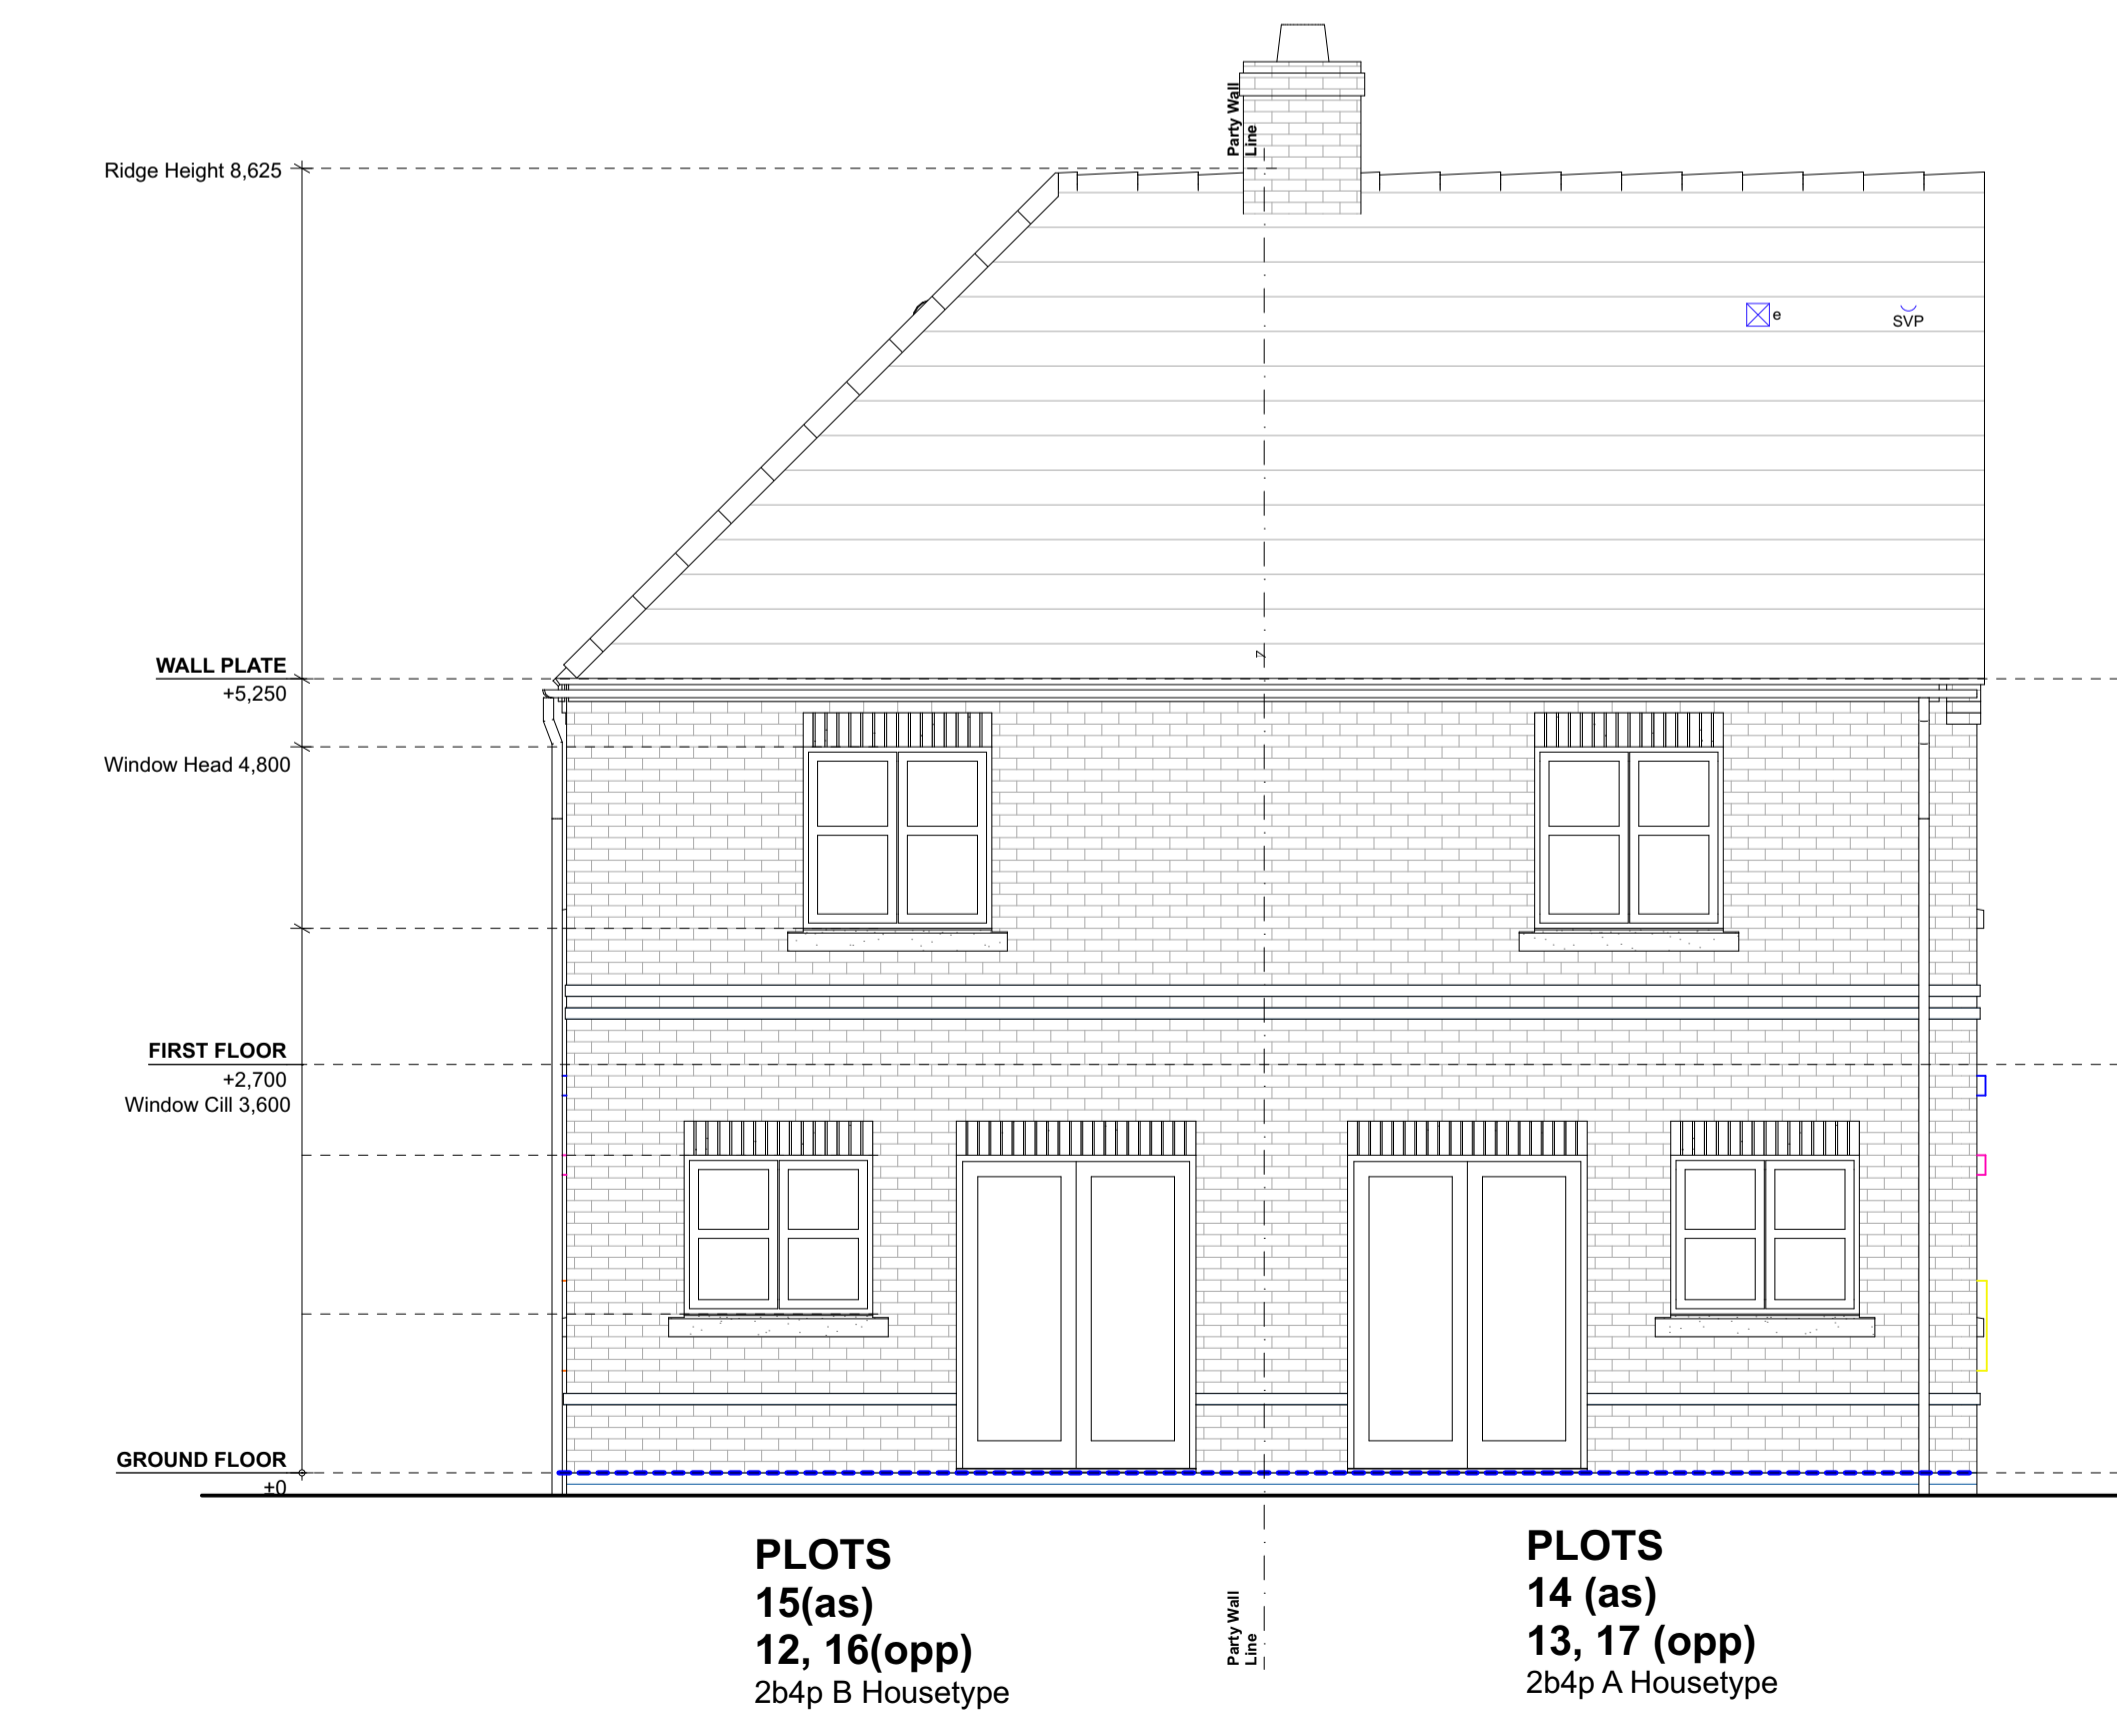 Party Wall
Line
Ridge Height 8,625
e
SVP
WALL PLATE
+5,250
Window Head 4,800
FIRST FLOOR
+2,700
Window Cill 3,600
GROUND FLOOR
±0
PLOTS
15(as)
12, 16(opp)
2b4p B Housetype
Party Wall
Line
PLOTS
14 (as)
13, 17 (opp)
2b4p A Housetype